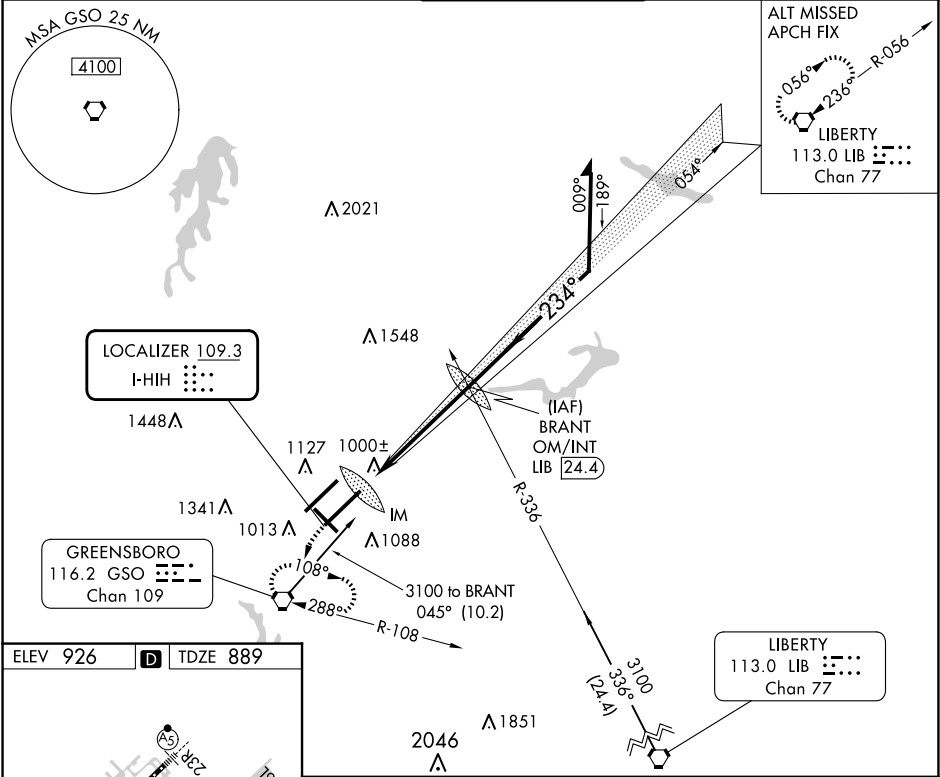 MSA GSO 25 NM
4100
ALT MISSED
APCH FIX
R-056
056°
236°
LIBERTY
113.0 LIB
Chan 77
2021
009°
189°
054°
234°
1548
LOCALIZER 109.3
I-HIH
(IAF)
BRANT
OM/INT
LIB 24.4
1448
1127
1000±
R-336
IM
1341
1013
1088
GREENSBORO
116.2 GSO
Chan 109
108°
288°
R-108
3100 to BRANT
045° (10.2)
3100
336°
(24.4)
LIBERTY
113.0 LIB
Chan 77
ELEV 926
D
TDZE 889
1851
2046
A5
23R